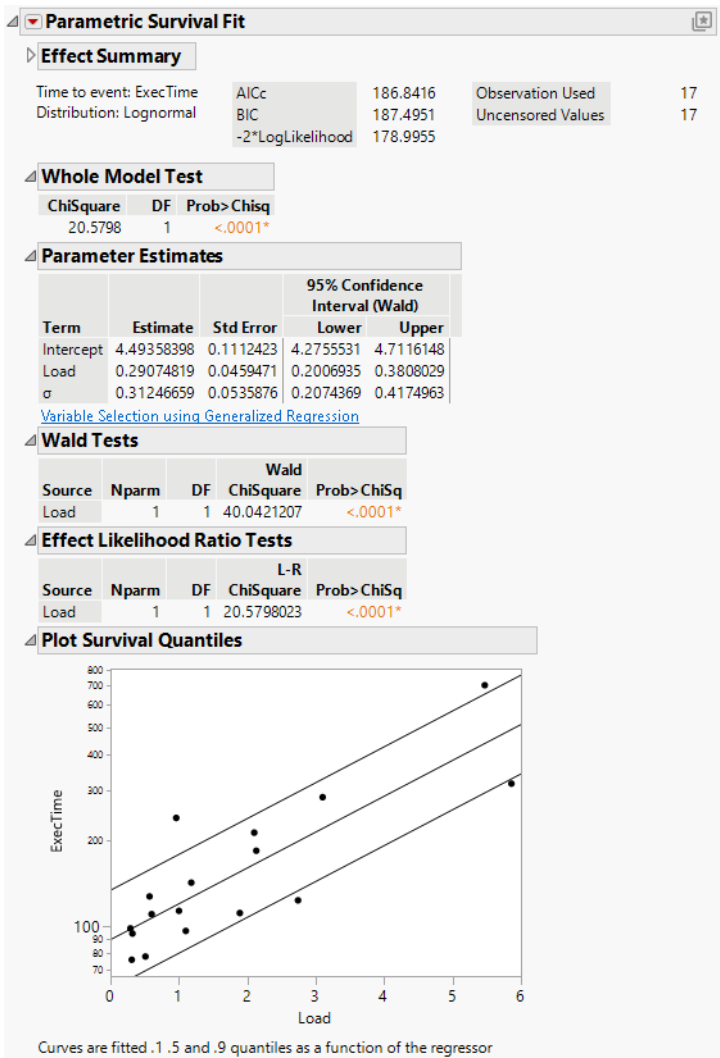 Parametric Survival Fit
Effect Summary
Time to event: ExecTime AICc 186.8416 Observation Used 17
Distribution: Lognormal BIC 187.4951 Uncensored Values 17
-2*LogLikelihood 178.9955
Whole Model Test
ChiSquare DF Prob>Chisq
20.5798 1 <.0001*
Parameter Estimates
95% Confidence
Interval (Wald)
Term Estimate Std Error Lower Upper
Intercept 4.49358398 0.1112423 4.2755531 4.7116148
Load 0.29074819 0.0459471 0.2006935 0.3808029
σ 0.31246659 0.0535876 0.2074369 0.4174963
Variable Selection using Generalized Regression
Wald Tests
Wald
Source Nparm DF ChiSquare Prob>ChiSq
Load 1 1 40.0421207 <.0001*
Effect Likelihood Ratio Tests
L-R
Source Nparm DF ChiSquare Prob>ChiSq
Load 1 1 20.5798023 <.0001*
Plot Survival Quantiles
800
700
600
500
400
300
200
100
90
80
70
ExecTime
0 1 2 3 4 5 6
Load
Curves are fitted .1 .5 and .9 quantiles as a function of the regressor